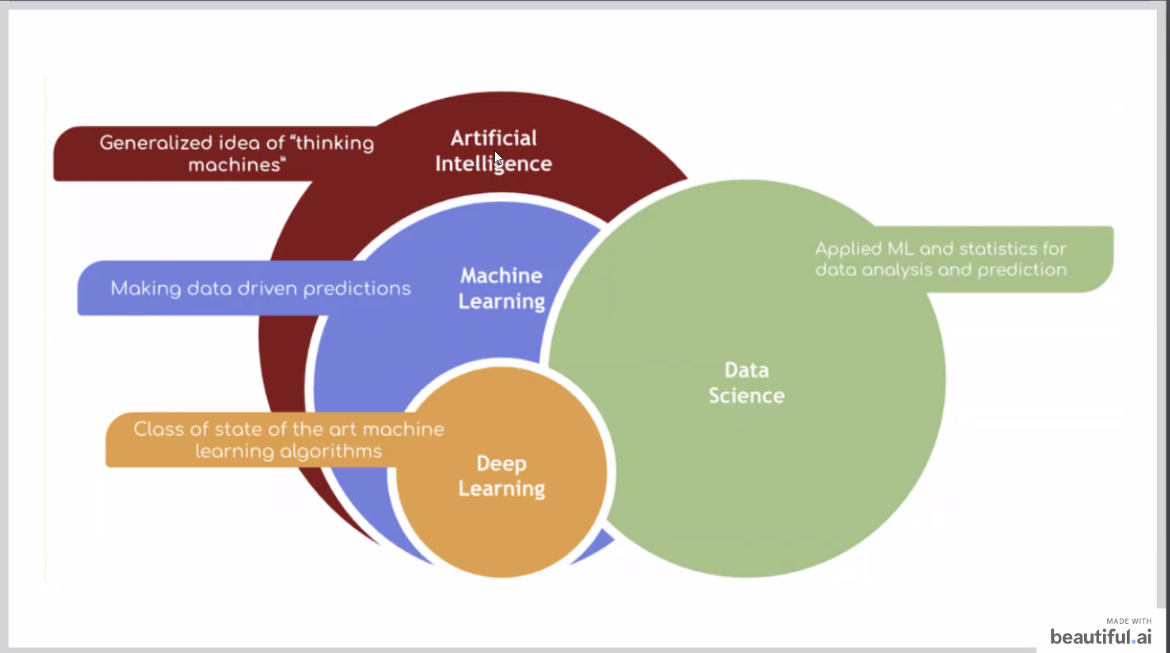 Artificial
Intelligence
Generalized idea of “thinking
machines”
Applied ML and statistics for
data analysis and prediction
Machine
Learning
Making data driven predictions
Data
Science
Class of state of the art machine
learning algorithms
Deep
Learning
MADE WITH
beautiful.ai